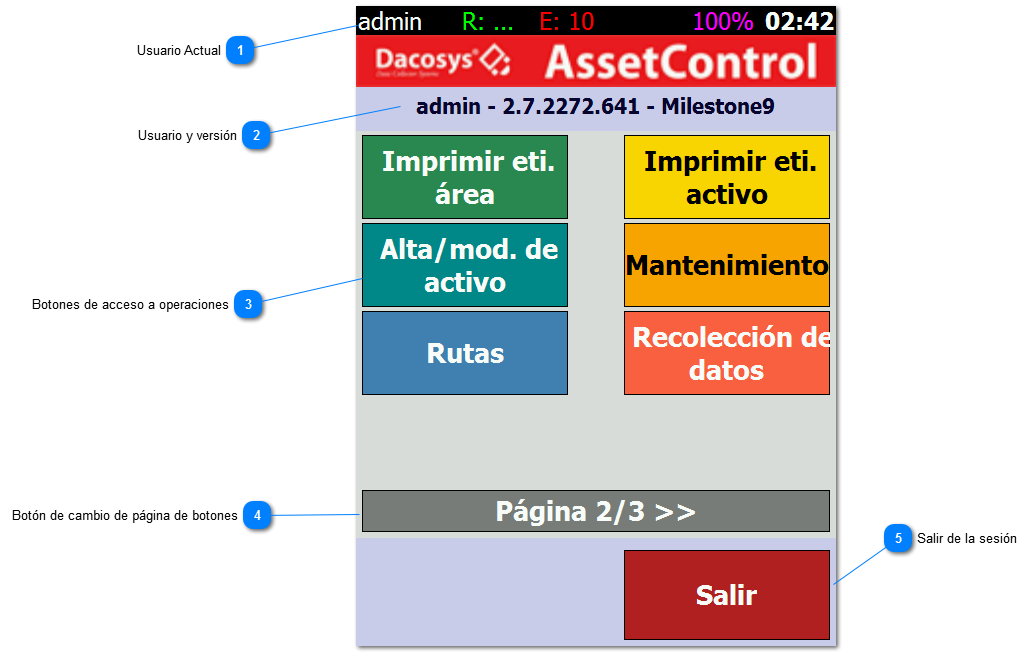 admin R: ... E: 10 100% 02:42
Usuario Actual 1
Dacosys AssetControl
Usuario y versión 2
admin - 2.7.2272.641 - Milestone9
Imprimir eti.
área
Imprimir eti.
activo
Alta/mod. de
activo
Mantenimiento
Botones de acceso a operaciones 3
Rutas
Recolección de
datos
Botón de cambio de página de botones 4
Página 2/3 >>
5 Salir de la sesión
Salir